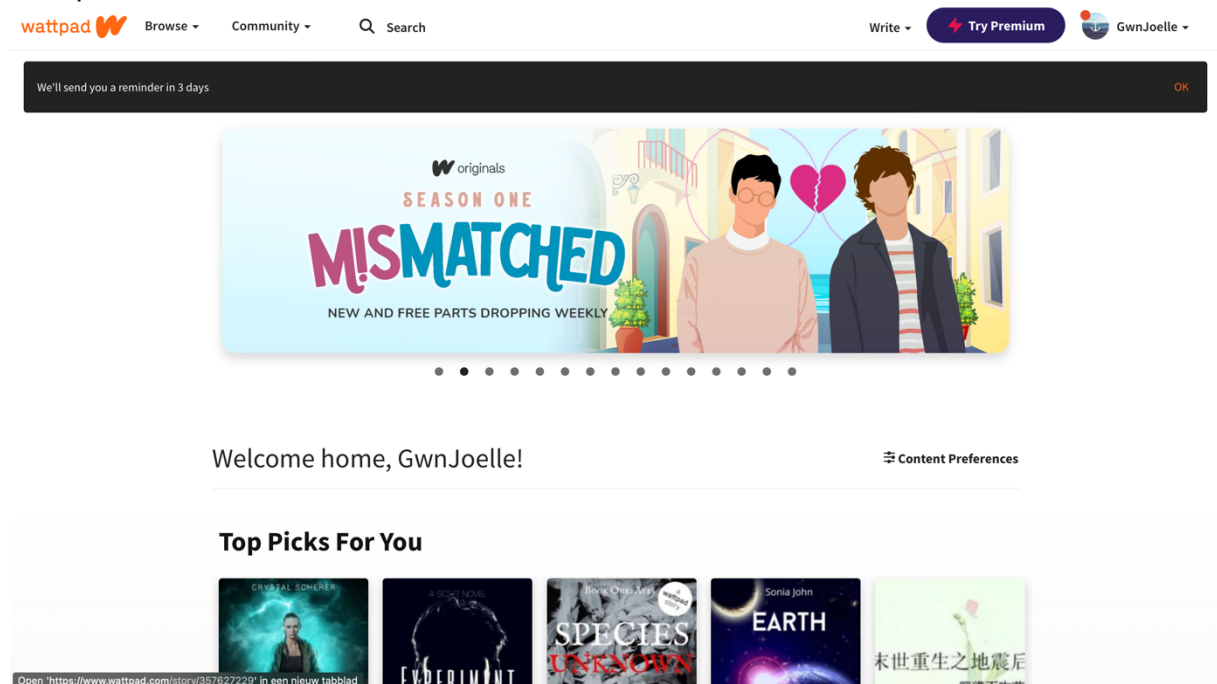 wattpad
Browse
Community
Search
Write
Try Premium
GwnJoelle
We'll send you a reminder in 3 days
OK
originals
SEASON ONE
MISMATCHED
NEW AND FREE PARTS DROPPING WEEKLY
Welcome home, GwnJoelle!
Content Preferences
Top Picks For You
CRYSTAL SCHERER
A SCI-FI NOVEL
EXPERIMENT
BOOK ONE: AVES
a wattpad story
SPECIES
UNKNOWN
Sonia John
EARTH
末世重生之地震后
Open 'https://www.wattpad.com/story/357627229' in een nieuw tabblad